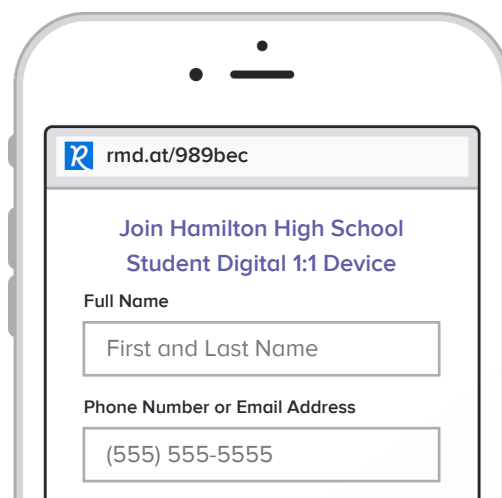 rmd.at/989bec
Join Hamilton High School
Student Digital 1:1 Device
Full Name
First and Last Name
Phone Number or Email Address
(555) 555-5555